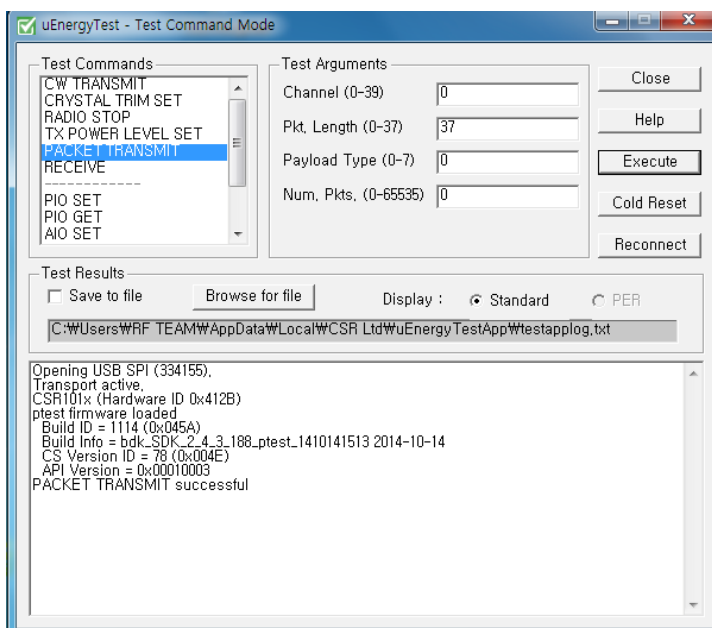 uEnergyTest - Test Command Mode
Test Commands
CW TRANSMIT
CRYSTAL TRIM SET
RADIO STOP
TX POWER LEVEL SET
PACKET TRANSMIT
RECEIVE
------------
PIO SET
PIO GET
AIO SET
Test Arguments
Channel (0-39) 0
Pkt, Length (0-37) 37
Payload Type (0-7) 0
Num, Pkts, (0-65535) 0
Close
Help
Execute
Cold Reset
Reconnect
Test Results
Save to file Browse for file Display : Standard PER
C:₩Users₩RF TEAM₩AppData₩Local₩CSR Ltd₩uEnergyTestApp₩testapplog,txt
Opening USB SPI (334155),
Transport active,
CSR101x (Hardware ID 0x412B)
ptest firmware loaded
Build ID = 1114 (0x045A)
Build Info = bdk_SDK_2_4_3_188_ptest_1410141513 2014-10-14
CS Version ID = 78 (0x004E)
API Version = 0x00010003
PACKET TRANSMIT successful